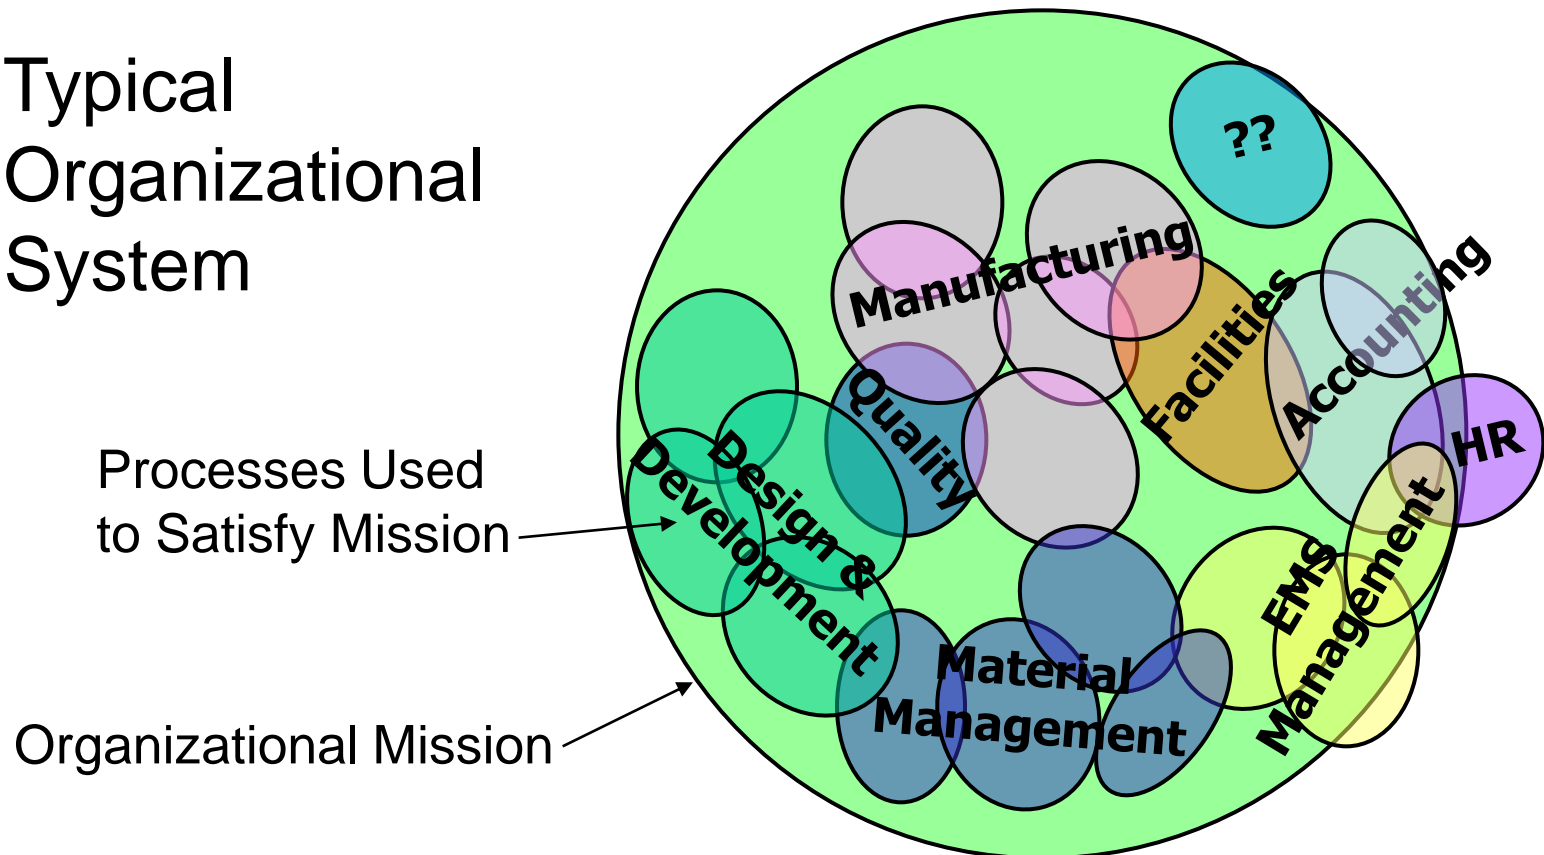 Typical
Organizational
System
??
Manufacturing
Facilities
Accounting
Quality
HR
Processes Used
to Satisfy Mission
Design &
Development
EMS
Management
Material
Management
Organizational Mission